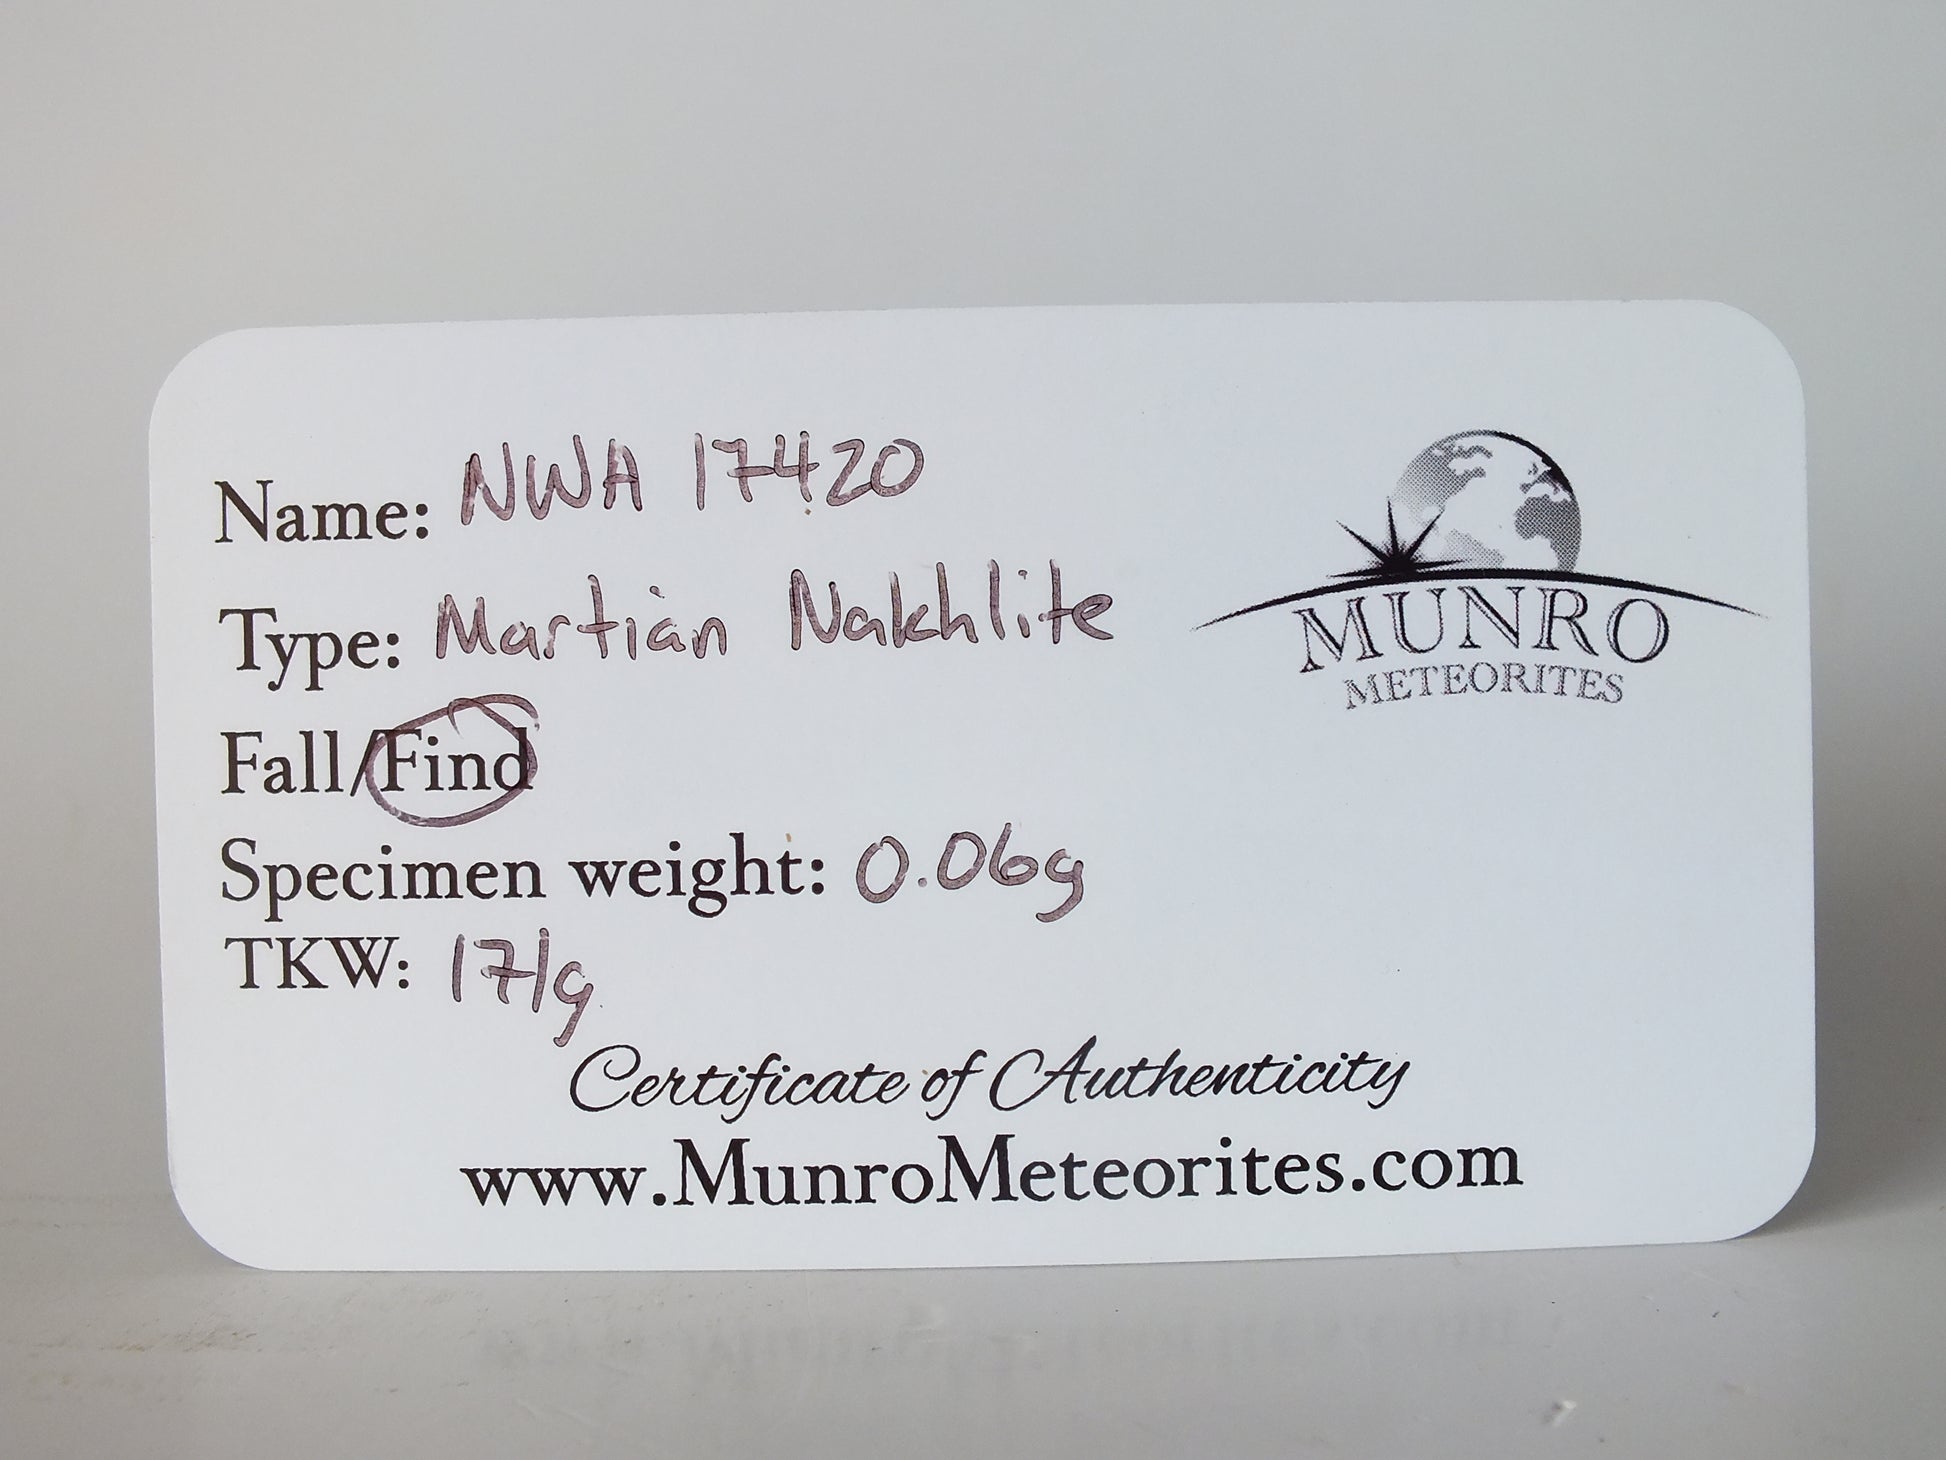 Name: NWA 17420
Type: Martian Nakhlite
Fall/Find
Specimen weight: 0.06g
TKW: 171g
MUNRO
METEORITES
Certificate of Authenticity
www.MunroMeteorites.com